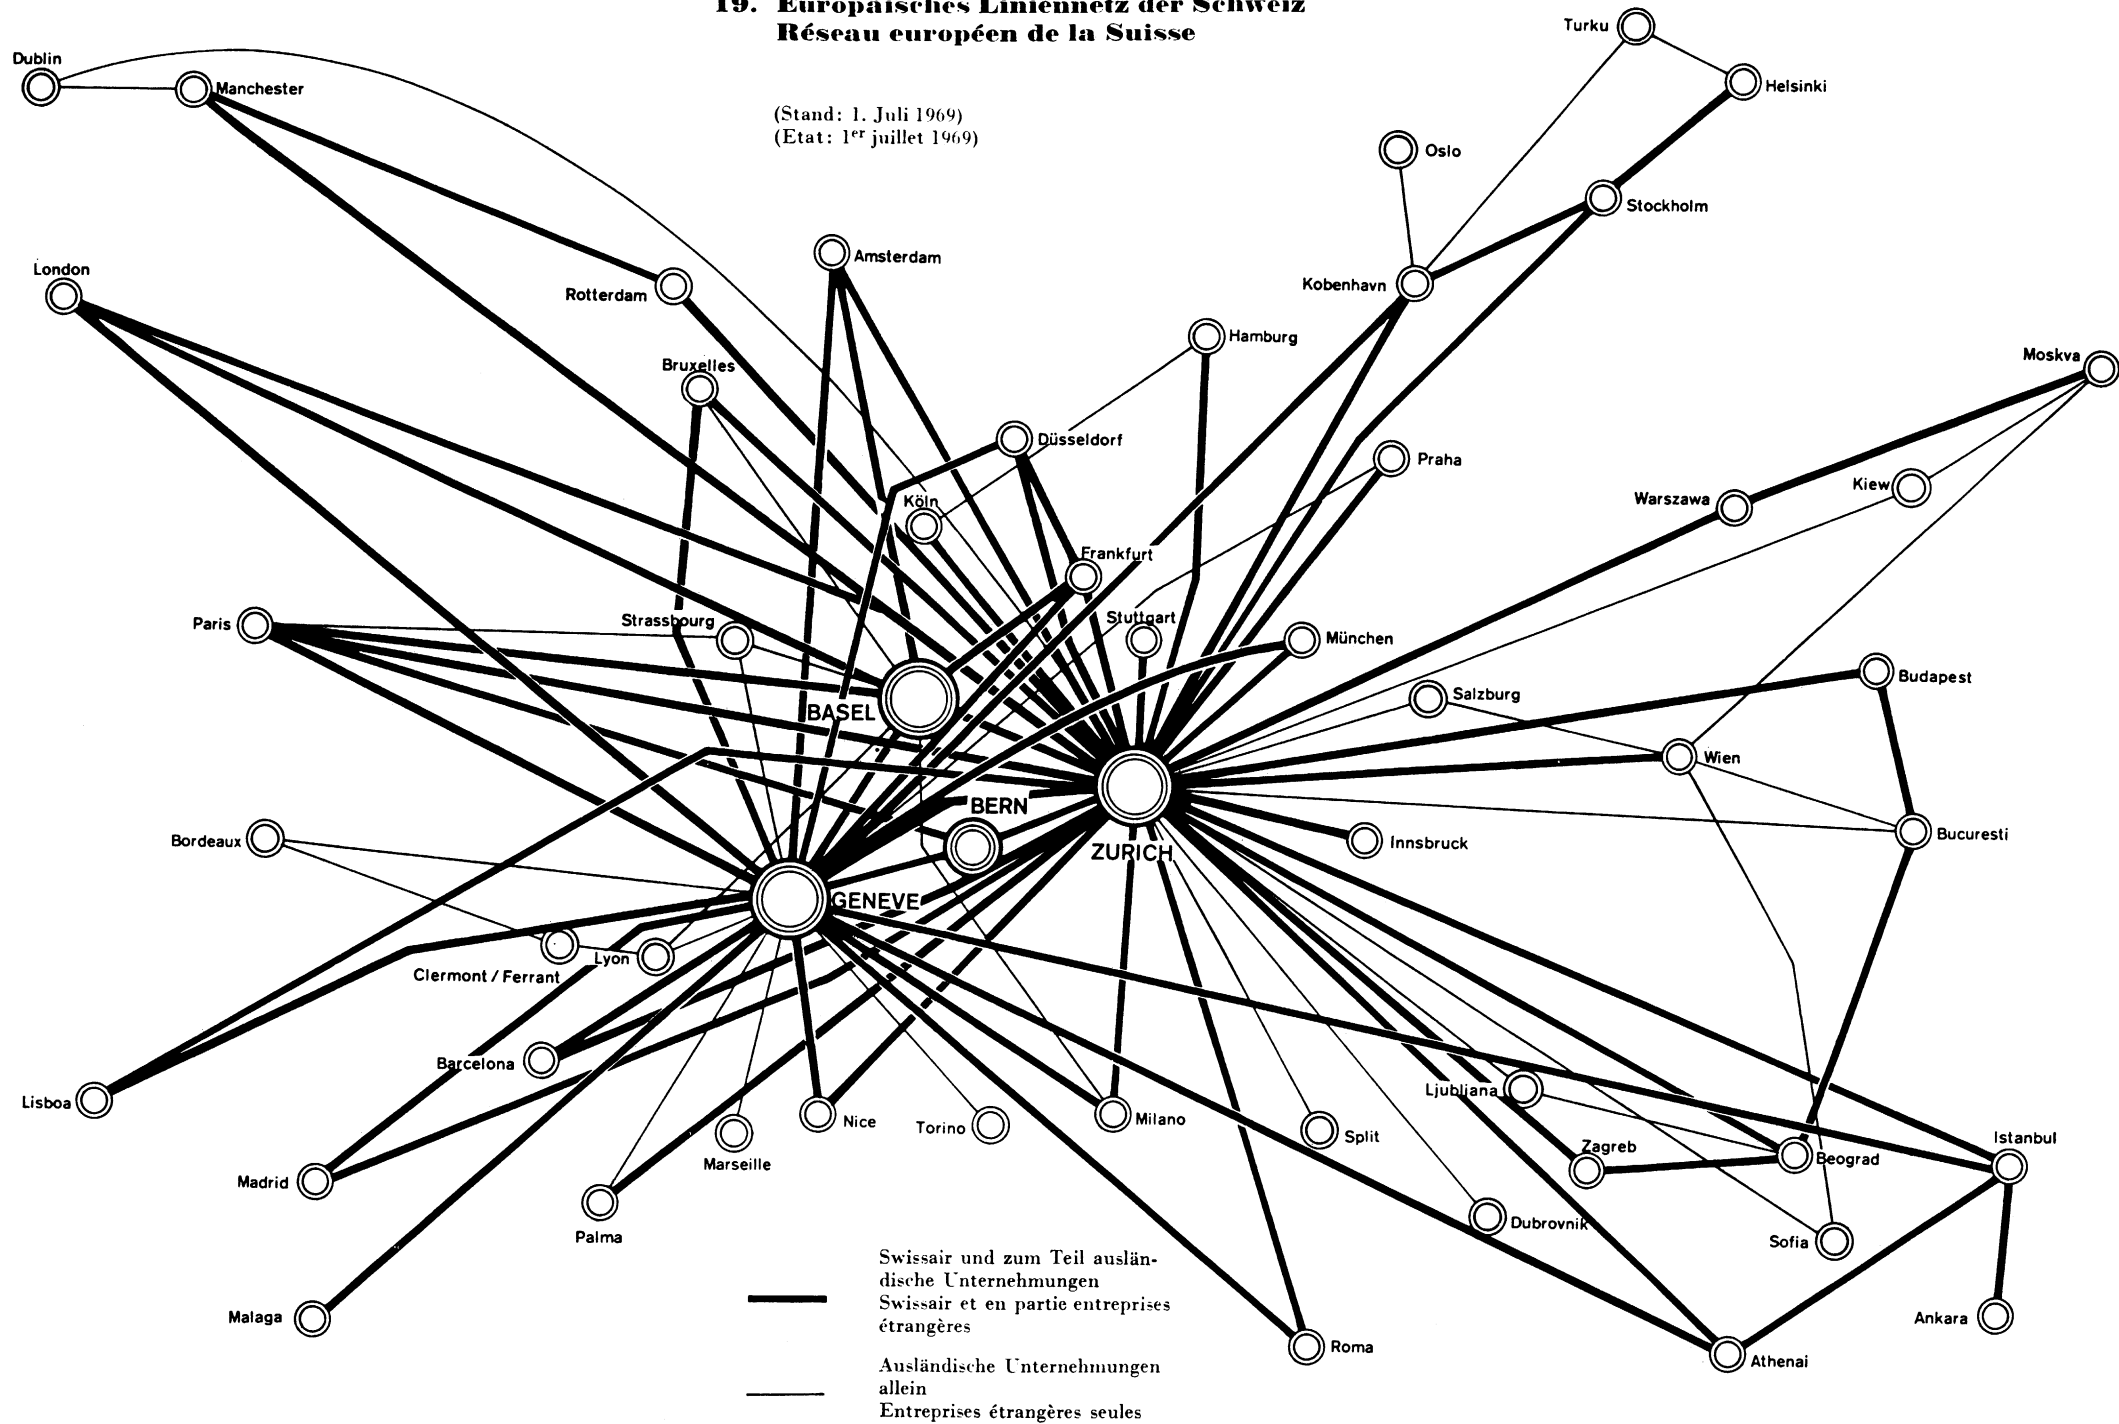 19. Europäisches Liniennetz der Schweiz
Réseau européen de la Suisse
(Stand: 1. Juli 1969)
(Etat: 1er juillet 1969)
Turku
Dublin
Manchester
Helsinki
Oslo
Stockholm
Amsterdam
London
Rotterdam
Kobenhavn
Hamburg
Moskva
Bruxelles
Düsseldorf
Praha
Kiew
Warszawa
Köln
Frankfurt
Strassbourg
Stuttgart
Paris
München
Budapest
Salzburg
BASEL
Wien
BERN
Bucuresti
Bordeaux
Innsbruck
ZURICH
GENEVE
Lyon
Clermont / Ferrant
Barcelona
Ljubljana
Lisboa
Nice
Torino
Milano
Split
Istanbul
Zagreb
Beograd
Marseille
Madrid
Dubrovnik
Palma
Sofia
Malaga
Ankara
Roma
Athenai
Swissair und zum Teil auslän-
dische Unternehmungen
Swissair et en partie entreprises
étrangères
Ausländische Unternehmungen
allein
Entreprises étrangères seules